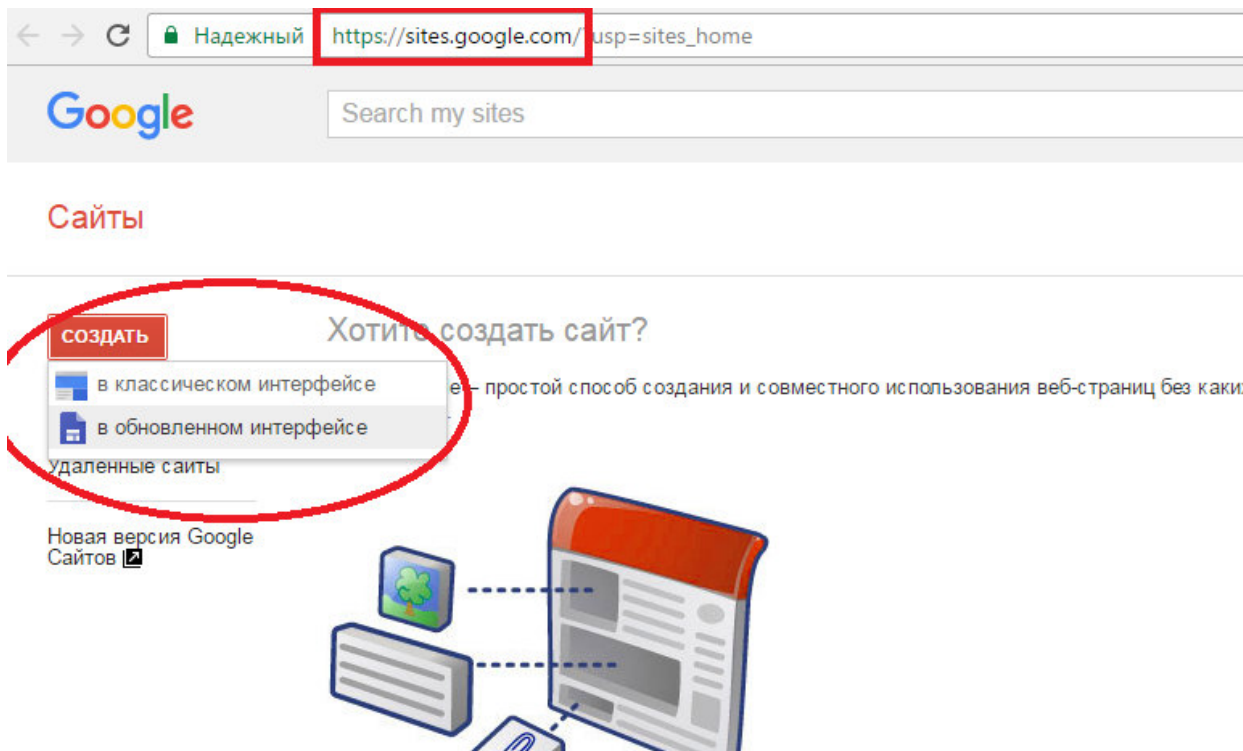 Надежный https://sites.google.com/?usp=sites_home
Google Search my sites
Сайты
СОЗДАТЬ
Хотите создать сайт?
в классическом интерфейсе
– простой способ создания и совместного использования веб-страниц без
в обновленном интерфейсе
Удаленные сайты
Новая версия Google
Сайтов